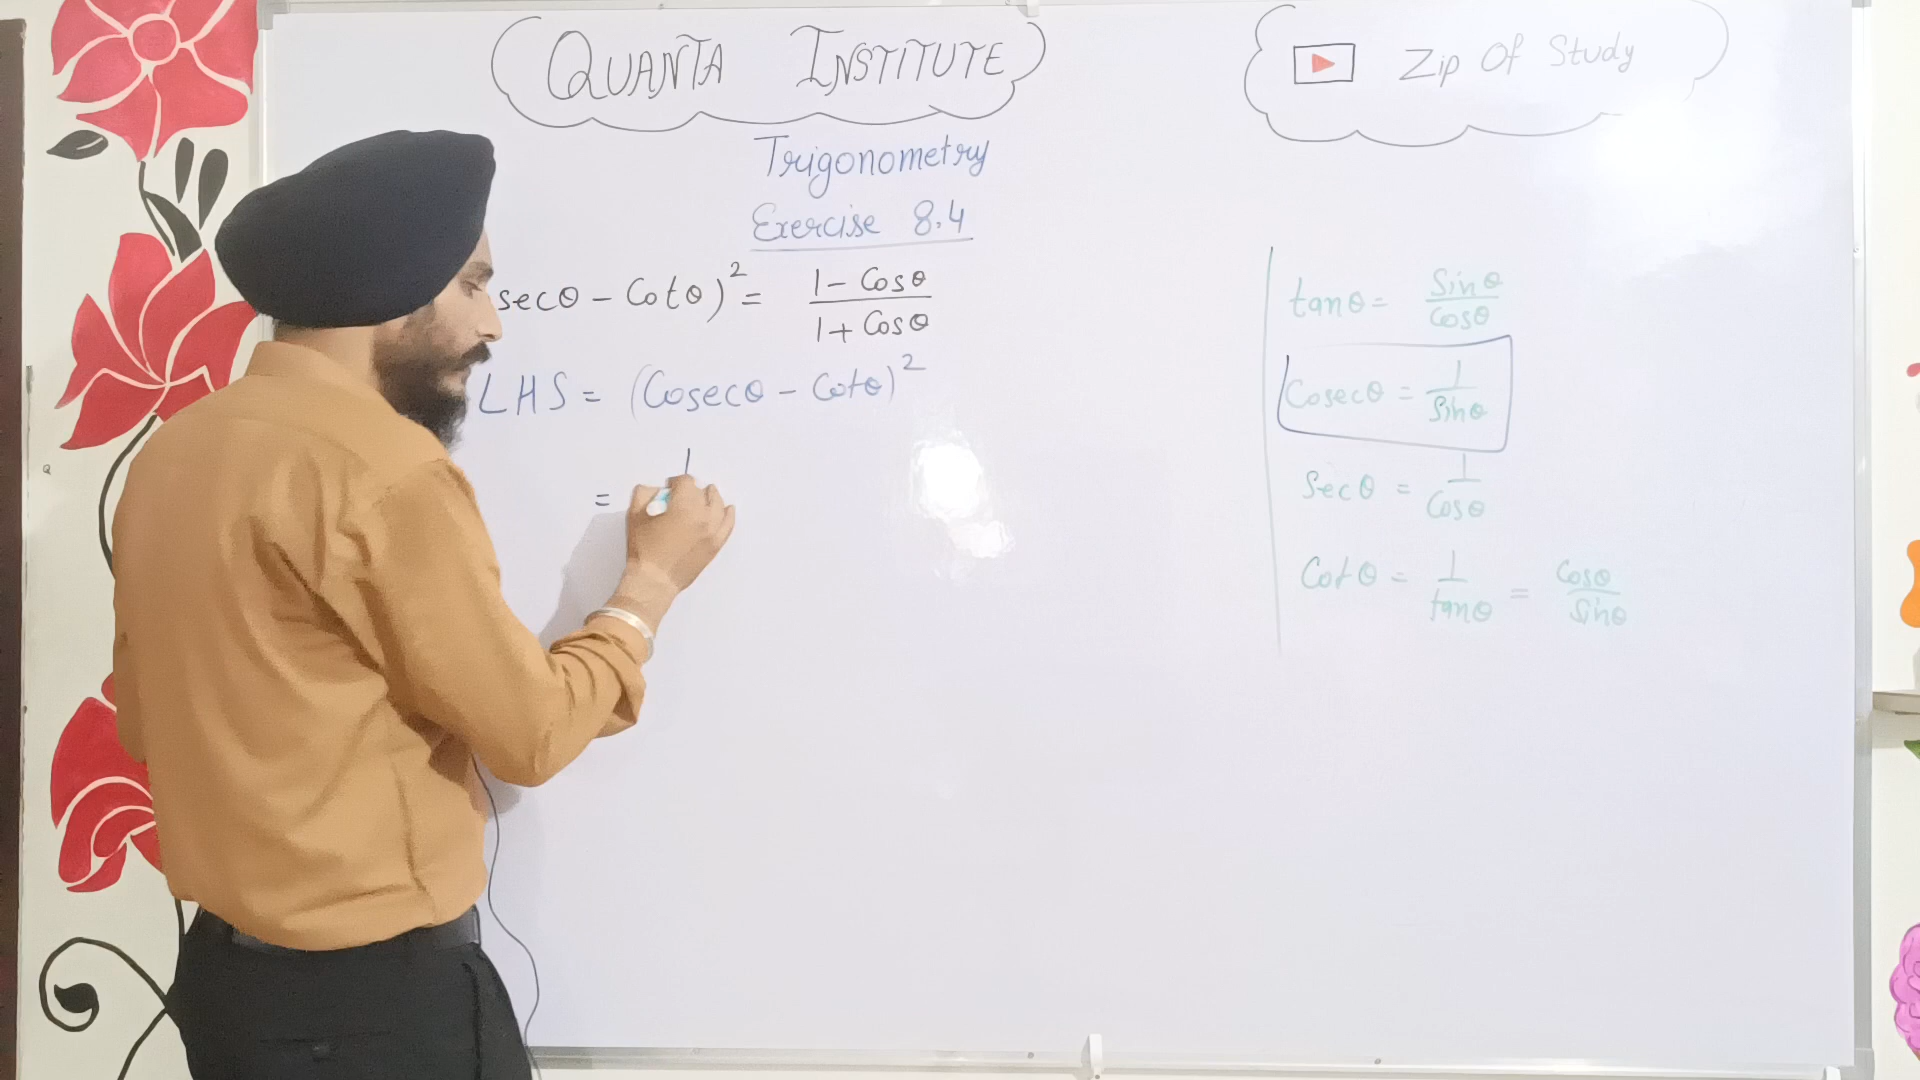 QUANTA INSTITUTE
Zip Of Study
Trigonometry
Exercise 8.4
secθ - Cotθ)² = (1 - Cosθ)/(1 + Cosθ)
LHS = (Cosecθ - Cotθ)²
= 1
tanθ = Sinθ/Cosθ
Cosecθ = 1/Sinθ
Secθ = 1/Cosθ
Cotθ = 1/tanθ = Cosθ/Sinθ